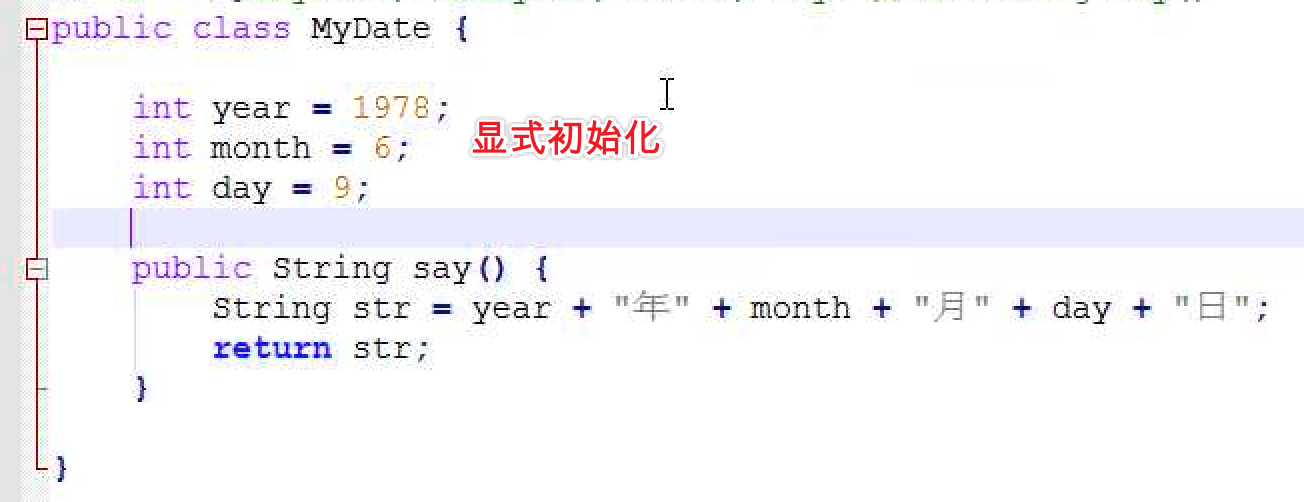 public class MyDate {
int year = 1978;
显式初始化
int month = 6;
int day = 9;
public String say() {
String str = year + "年" + month + "月" + day + "日";
return str;
}
}